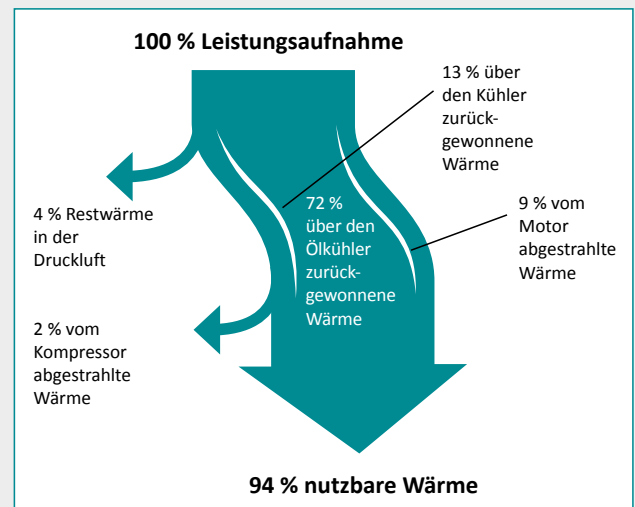 100 % Leistungsaufnahme
13 % über
den Kühler
zurück-
gewonnene
Wärme
4 % Restwärme
in der
Druckluft
72 %
über den
Ölkühler
zurück-
gewonnene
Wärme
9 % vom
Motor
abgestrahlte
Wärme
2 % vom
Kompressor
abgestrahlte
Wärme
94 % nutzbare Wärme